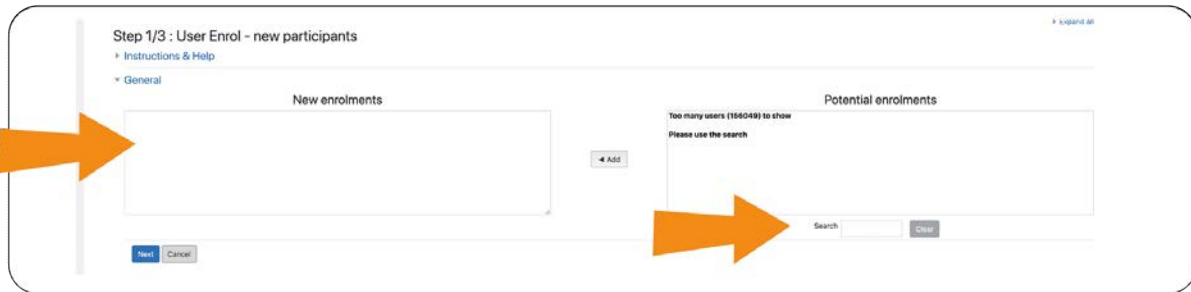 Expand all
Step 1/3 : User Enrol - new participants
Instructions & Help
General
New enrolments
Potential enrolments
Too many users (156049) to show
Please use the search
◄ Add
Search
Clear
Next Cancel